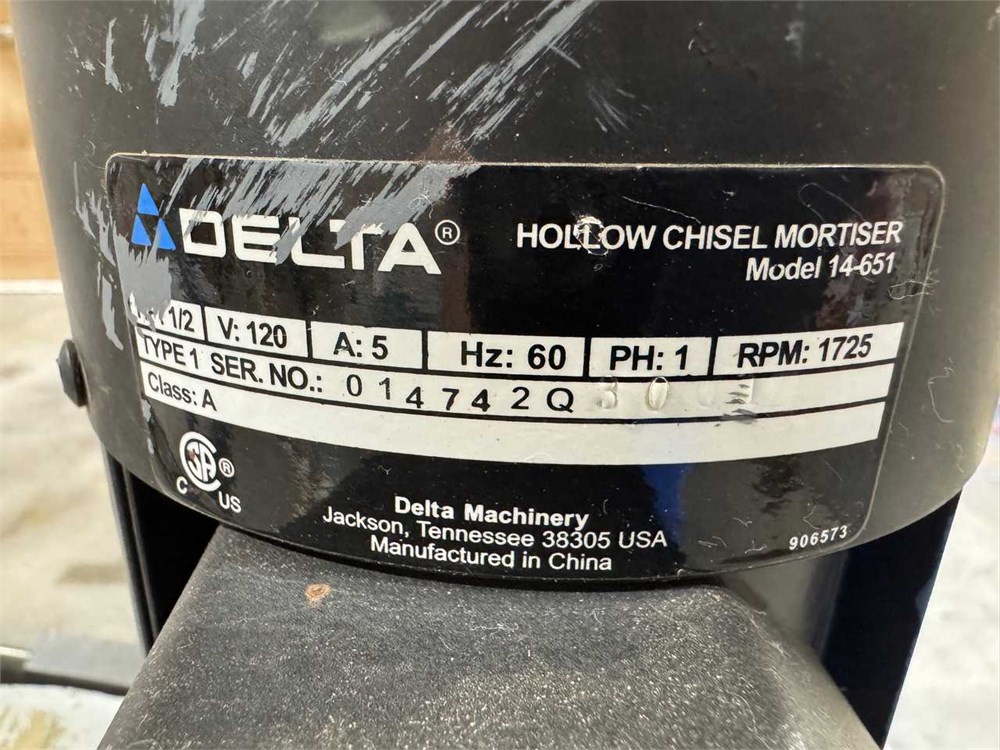 DELTA®
HOLLOW CHISEL MORTISER
Model 14-651
1/2 V: 120 A: 5 Hz: 60 PH: 1 RPM: 1725
TYPE 1 SER. NO.: 014742Q
Class: A
CSA® C US
Delta Machinery
Jackson, Tennessee 38305 USA
Manufactured in China
906573